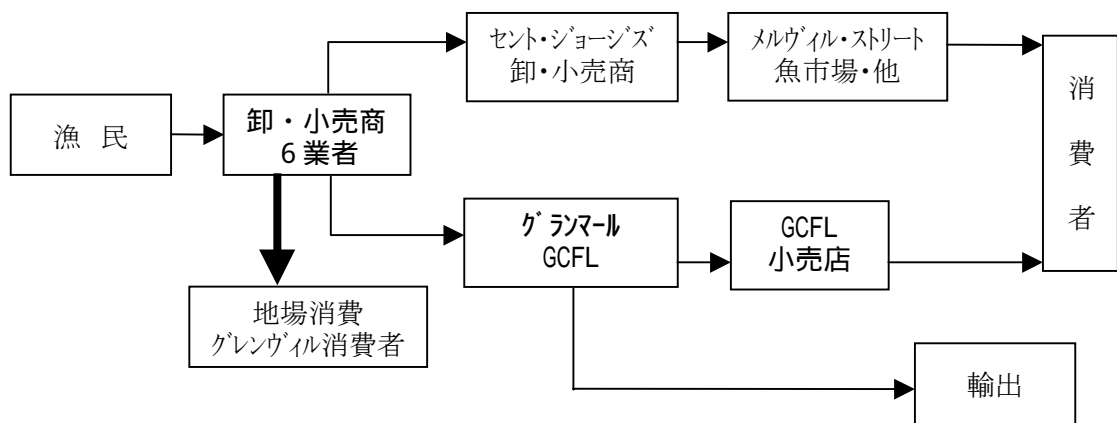 漁 民
卸・小売商
6業者
セント・ジョージズ
卸・小売商
メルヴィル・ストリート
魚市場・他
消
費
者
グランマール
GCFL
GCFL
小売店
地場消費
グレンヴィル消費者
輸出